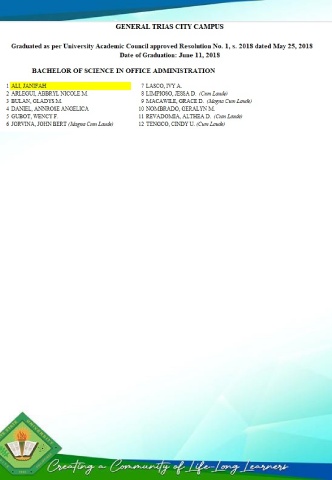 GENERAL TRIAS CITY CAMPUS
Graduated as per University Academic Council approved Resolution No. 1, s. 2018 dated May 25, 2018
Date of Graduation: June 11, 2018
BACHELOR OF SCIENCE IN OFFICE ADMINISTRATION
1 ALI, JANIFAH
2 ARLEGUI, ABBRYL NICOLE M.
3 BULAN, GLADYS M.
4 DANIEL, ANNROSE ANGELICA
5 GUBOT, WENCY F.
6 JORVINA, JOHN BERT (Magna Cum Laude)
7 LASCO, IVY A.
8 LIMPIOSO, JESSA D. (Cum Laude)
9 MACAWILE, GRACE D. (Magna Cum Laude)
10 NOMBRADO, GERALYN M.
11 REVADOMIA, ALTHEA D. (Cum Laude)
12 TENOCO, CINDY U. (Cum Laude)
Creating a Community of Life-Long Learners